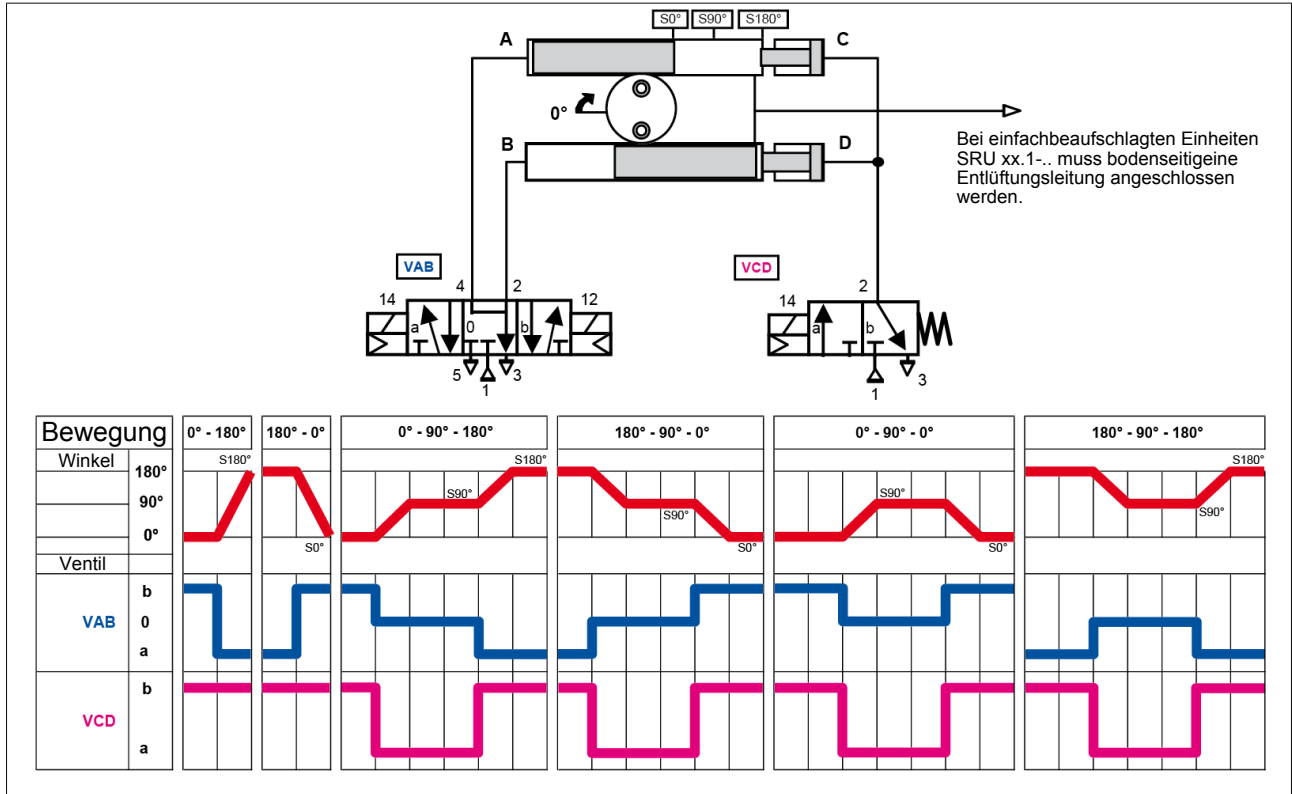 S0° S90° S180°
A C
0°
B D
Bei einfachbeaufschlagten Einheiten
SRU xx.1-.. muss bodenseitigeine
Entlüftungsleitung angeschlossen
werden.
VAB VCD
4 2 2
14 12 14
a 0 b a b
5 3 3
1 1
Bewegung 0° - 180° 180° - 0° 0° - 90° - 180° 180° - 90° - 0° 0° - 90° - 0° 180° - 90° - 180°
Winkel S180° S180° S180°
180°
90° S90° S90° S90° S90°
0° S0° S0° S0°
Ventil
b
VAB 0
a
b
VCD
a